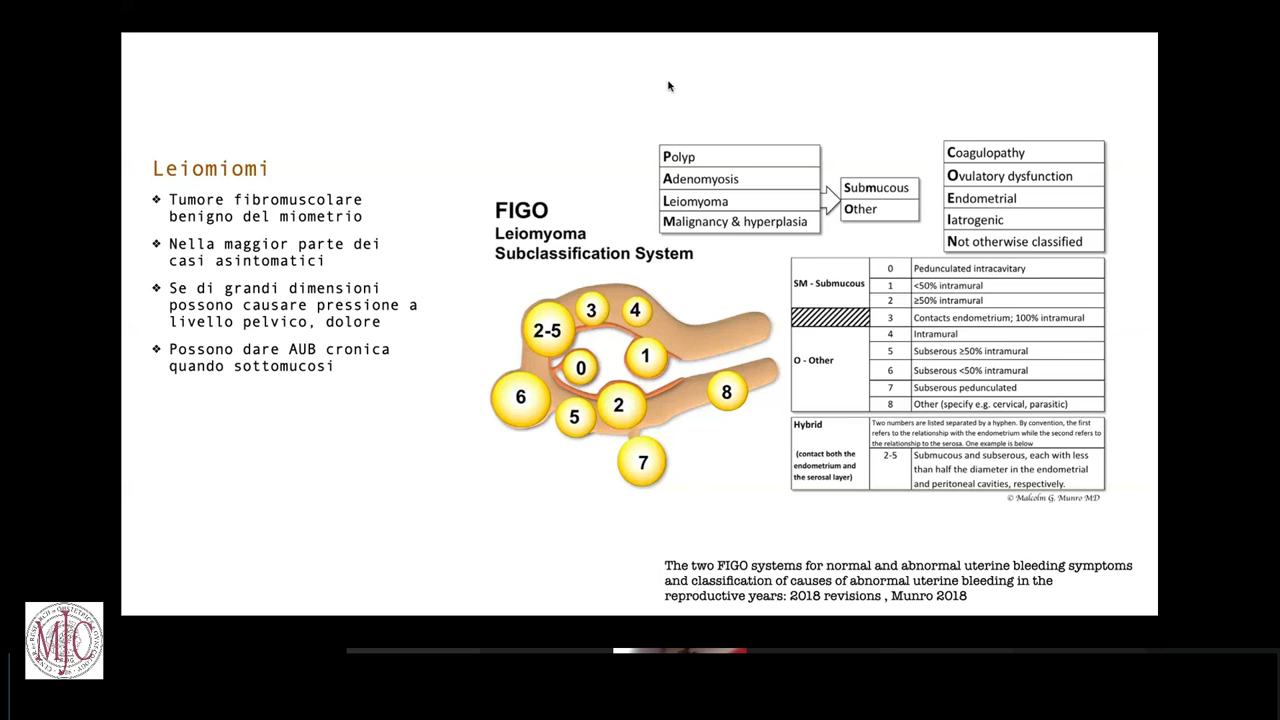 Leiomiomi
❖ Tumore fibromuscolare
benigno del miometrio
❖ Nella maggior parte dei
casi asintomatici
❖ Se di grandi dimensioni
possono causare pressione a
livello pelvico, dolore
❖ Possono dare AUB cronica
quando sottomucosi
FIGO
Leiomyoma
Subclassification System
Polyp
Adenomyosis
Leiomyoma
Malignancy & hyperplasia
Submucous
Other
Coagulopathy
Ovulatory dysfunction
Endometrial
Iatrogenic
Not otherwise classified
3
4
2-5
1
0
6
5
2
8
7
SM - Submucous
0 Pedunculated intracavitary
1 <50% intramural
2 ≥50% intramural
3 Contacts endometrium; 100% intramural
O - Other
4 Intramural
5 Subserous ≥50% intramural
6 Subserous <50% intramural
7 Subserous pedunculated
8 Other (specify e.g. cervical, parasitic)
Hybrid
(contact both the
endometrium and
the serosal layer)
Two numbers are listed separated by a hyphen. By convention, the first
refers to the relationship with the endometrium while the second refers to
the relationship to the serosa. One example is below
2-5 Submucous and subserous, each with less
than half the diameter in the endometrial
and peritoneal cavities, respectively.
© Malcolm G. Munro MD
The two FIGO systems for normal and abnormal uterine bleeding symptoms
and classification of causes of abnormal uterine bleeding in the
reproductive years: 2018 revisions , Munro 2018
MJC